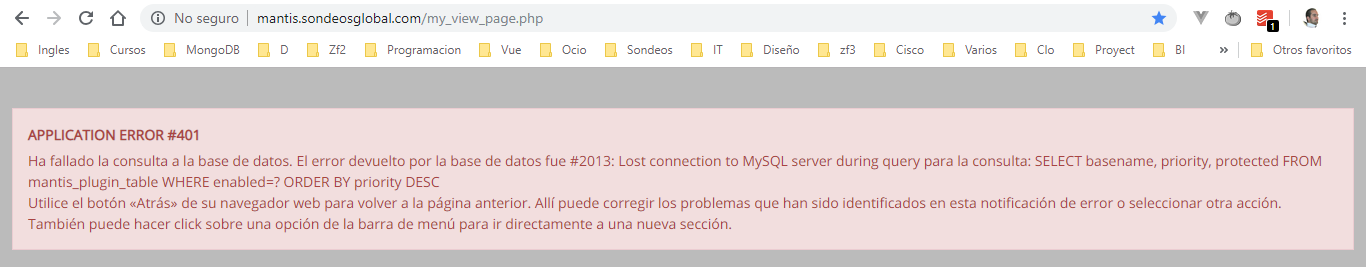 No seguro mantis.sondeosglobal.com/my_view_page.php 1
Ingles Cursos MongoDB D Zf2 Programacion Vue Ocio Sondeos IT Diseño zf3 Cisco Varios Clo Proyect BI » Otros favoritos
APPLICATION ERROR #401
Ha fallado la consulta a la base de datos. El error devuelto por la base de datos fue #2013: Lost connection to MySQL server during query para la consulta: SELECT basename, priority, protected FROM
mantis_plugin_table WHERE enabled=? ORDER BY priority DESC
Utilice el botón «Atrás» de su navegador web para volver a la página anterior. Allí puede corregir los problemas que han sido identificados en esta notificación de error o seleccionar otra acción.
También puede hacer click sobre una opción de la barra de menú para ir directamente a una nueva sección.